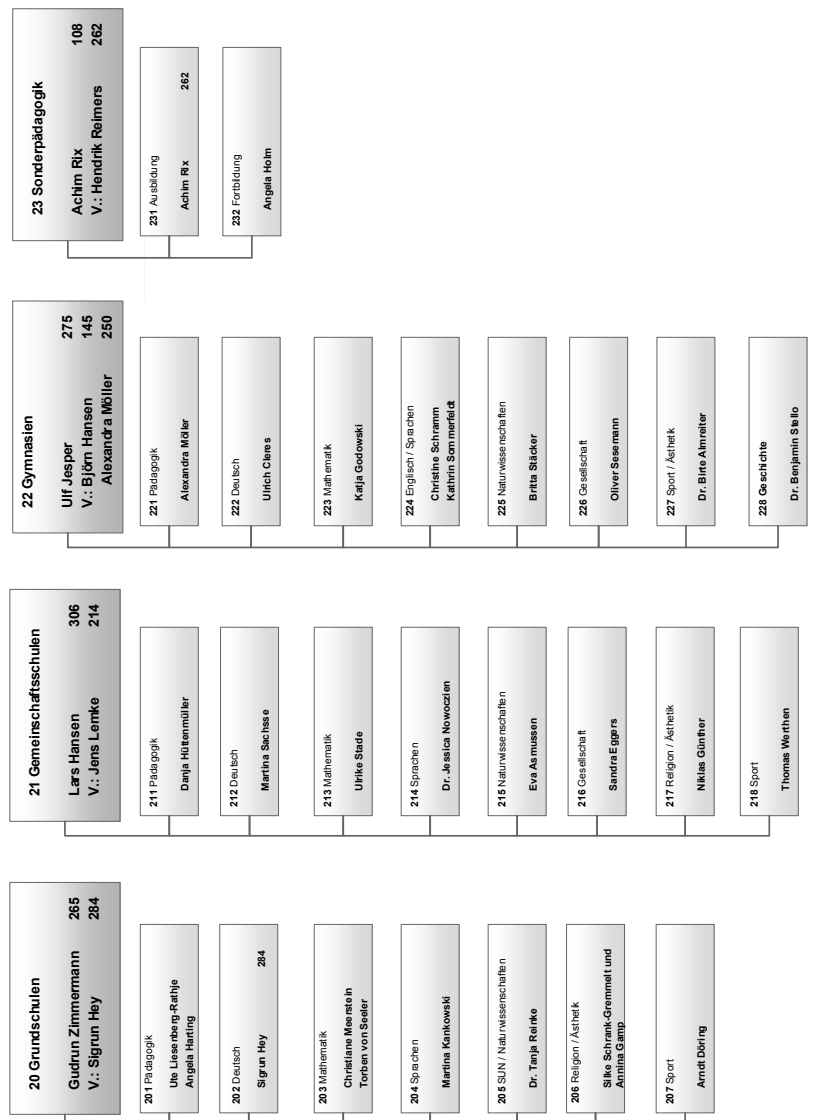 20 Grundschulen
Gudrun Zimmermann 265
V.: Sigrun Hey 284
201 Pädagogik
Ute Liesenberg-Rathje
Angela Harting
202 Deutsch
Sigrun Hey 284
203 Mathematik
Christiane Meerstein
Torben von Seeler
204 Sprachen
Martina Kankowski
205 SUN / Naturwissenschaften
Dr. Tanja Reinke
206 Religion / Ästhetik
Silke Schrank-Gremmelt und
Annina Gamp
207 Sport
Arndt Döring
21 Gemeinschaftsschulen
Lars Hansen 306
V.: Jens Lemke 214
211 Pädagogik
Danja Hüttenmüller
212 Deutsch
Martina Sachsse
213 Mathematik
Ulrike Stade
214 Sprachen
Dr. Jessica Nowoczien
215 Naturwissenschaften
Eva Asmussen
216 Gesellschaft
Sandra Eggers
217 Religion / Ästhetik
Niklas Günther
218 Sport
Thomas Werthen
22 Gymnasien
Ulf Jesper 275
V.: Björn Hansen 145
Alexandra Möller 250
221 Pädagogik
Alexandra Möller
222 Deutsch
Ulrich Cleres
223 Mathematik
Katja Godowski
224 Englisch / Sprachen
Christine Schramm
Kathrin Sommerfeldt
225 Naturwissenschaften
Britta Stäcker
226 Gesellschaft
Oliver Sesemann
227 Sport / Ästhetik
Dr. Birte Almreiter
228 Geschichte
Dr. Benjamin Stello
23 Sonderpädagogik
Achim Rix 108
V.: Hendrik Reimers 262
231 Ausbildung
Achim Rix 262
232 Fortbildung
Angela Holm